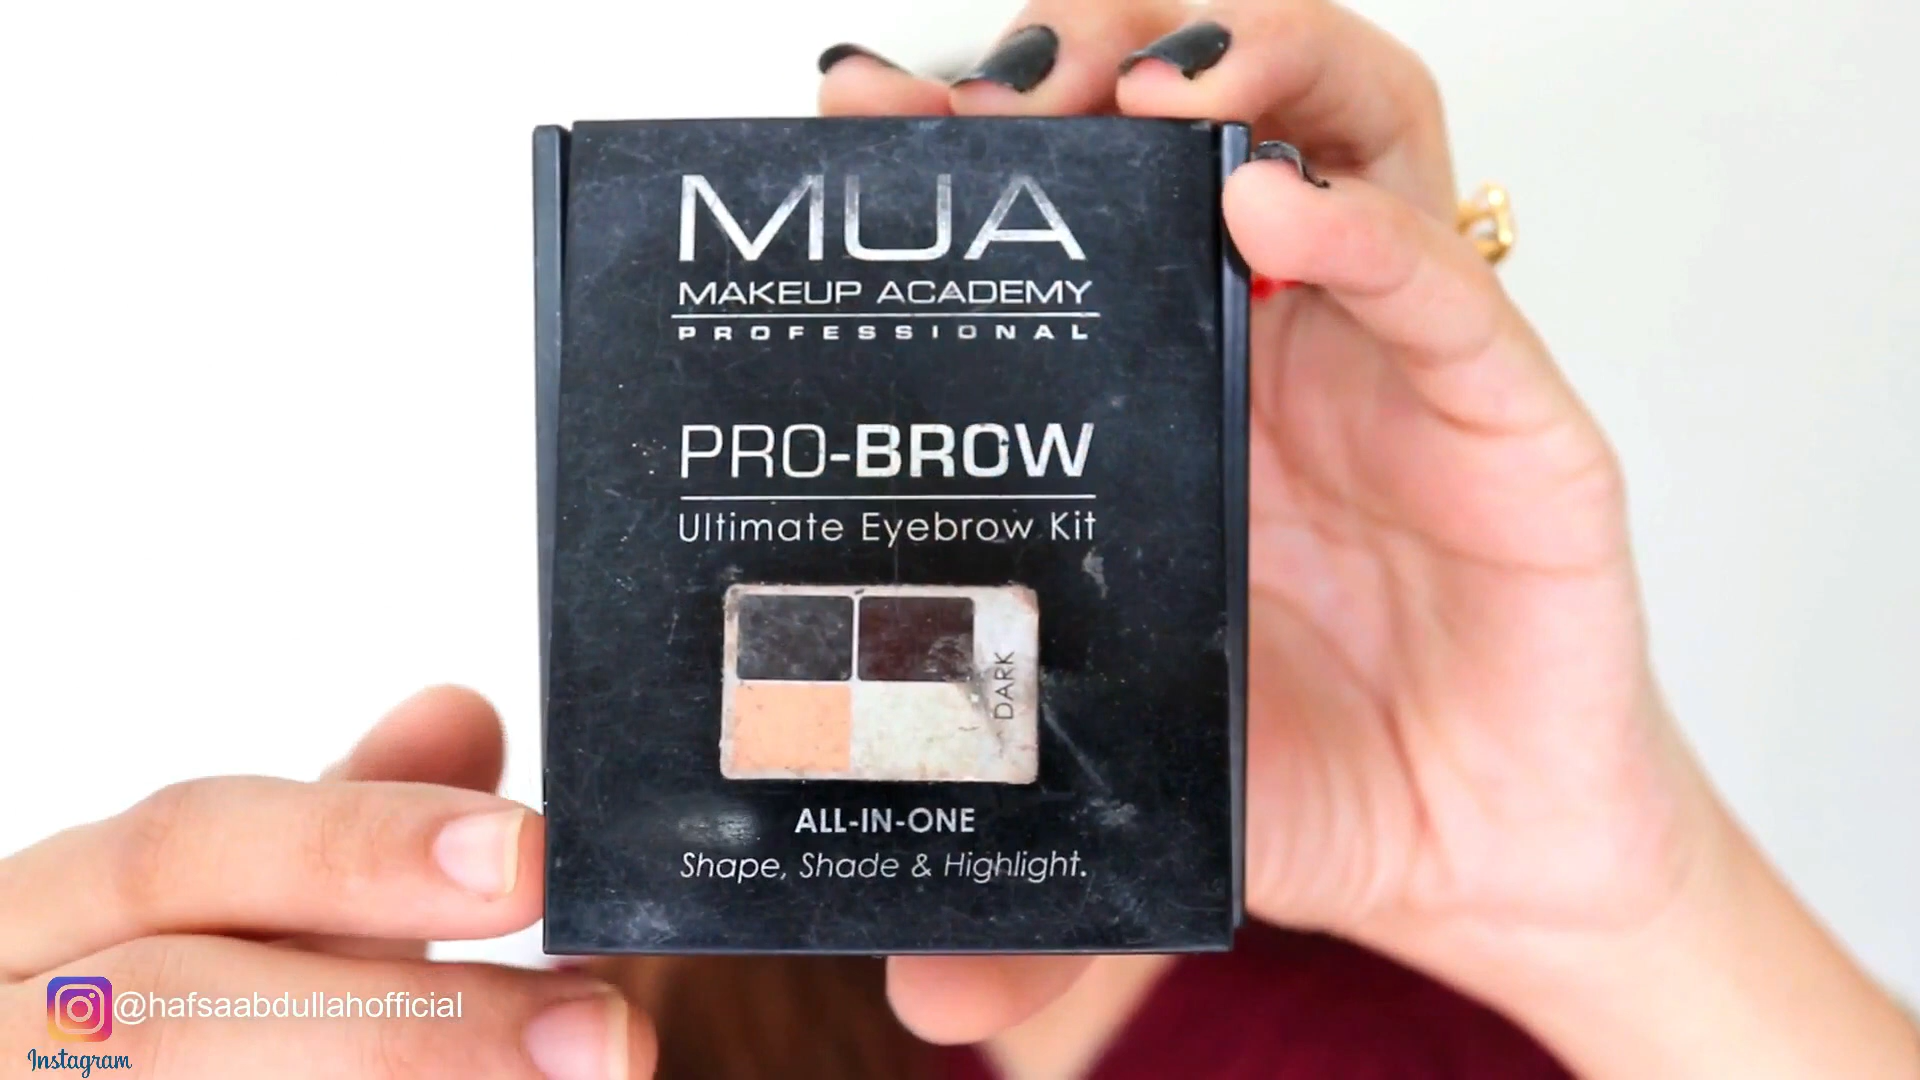 MUA
MAKEUP ACADEMY
PROFESSIONAL
PRO-BROW
Ultimate Eyebrow Kit
DARK
ALL-IN-ONE
Shape, Shade & Highlight.
@hafsaabdullahofficial
Instagram